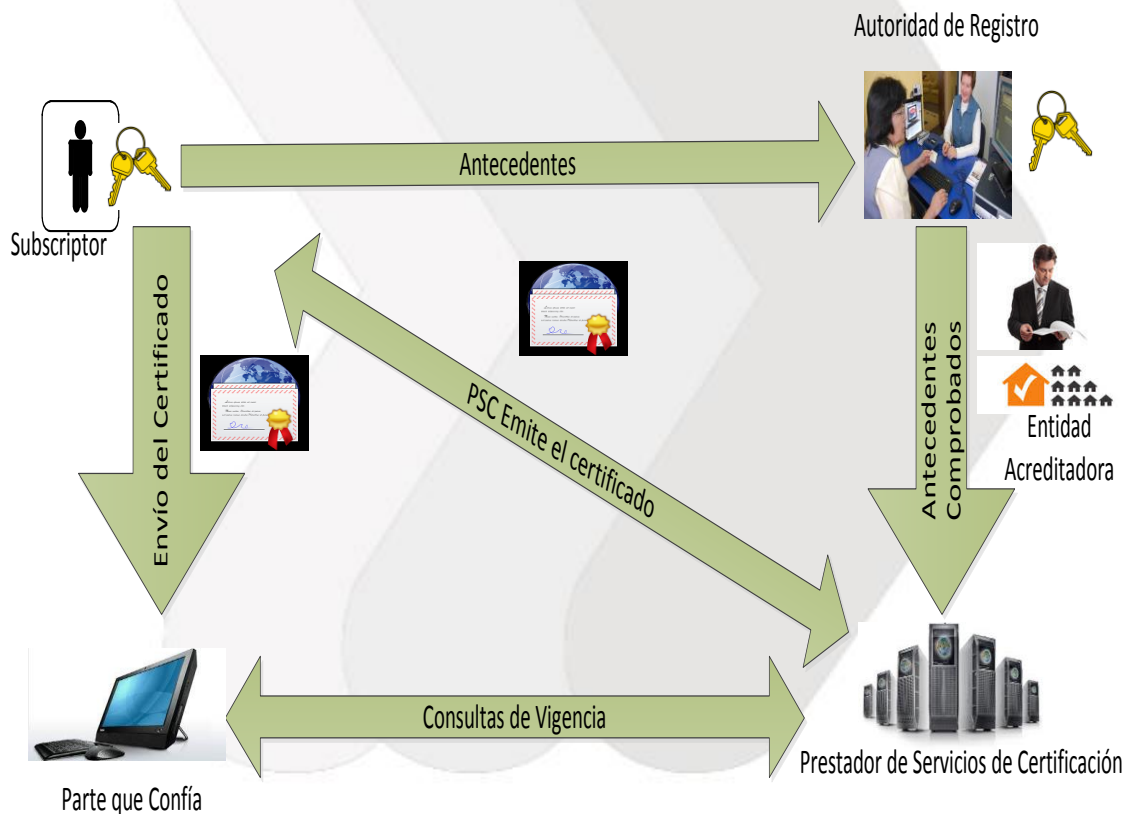 Autoridad de Registro
Antecedentes
Subscriptor
Envío del Certificado
PSC Emite el certificado
Antecedentes
Comprobados
Entidad
Acreditadora
Consultas de Vigencia
Prestador de Servicios de Certificación
Parte que Confía